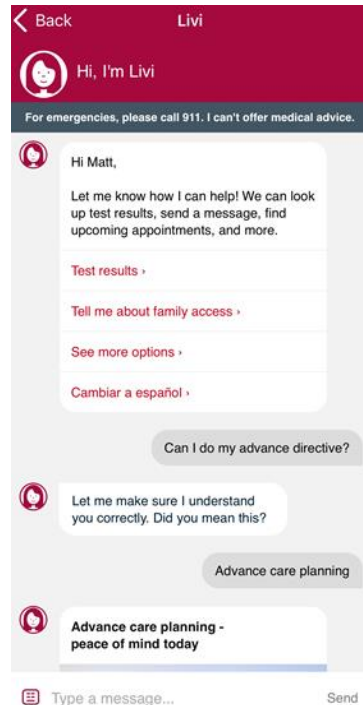 Back
Livi
Hi, I'm Livi
For emergencies, please call 911. I can't offer medical advice.
Hi Matt,
Let me know how I can help! We can look
up test results, send a message, find
upcoming appointments, and more.
Test results ›
Tell me about family access ›
See more options ›
Cambiar a español ›
Can I do my advance directive?
Let me make sure I understand
you correctly. Did you mean this?
Advance care planning
Advance care planning -
peace of mind today
Type a message...
Send